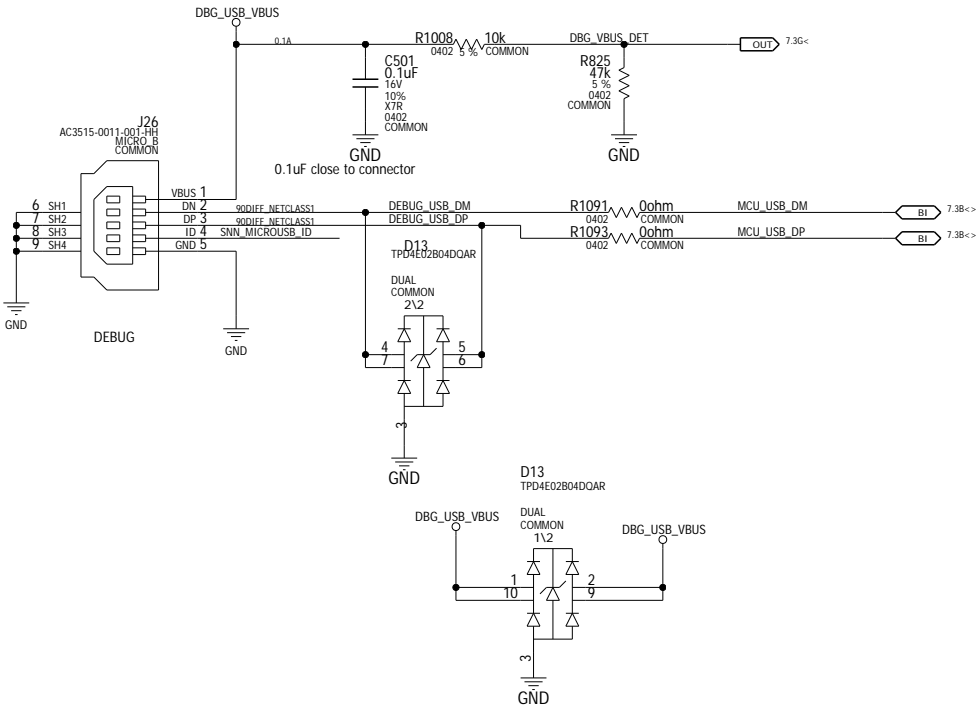 DBG_USB_VBUS
0.1A
R1008 10k
0402 5 % COMMON
DBG_VBUS_DET
OUT 7.3G<
C501
0.1uF
16V
10%
X7R
0402
COMMON
R825
47k
5 %
0402
COMMON
GND
GND
0.1uF close to connector
J26
AC3515-0011-001-HH
MICRO_B
COMMON
VBUS 1
DN 2
DP 3
ID 4
GND 5
6 SH1
7 SH2
8 SH3
9 SH4
90DIFF_NETCLASS1
90DIFF_NETCLASS1
SNN_MICROUSB_ID
DEBUG_USB_DM
DEBUG_USB_DP
R1091 0ohm
0402 COMMON
MCU_USB_DM
BI 7.3B<>
R1093 0ohm
0402 COMMON
MCU_USB_DP
BI 7.3B<>
GND
DEBUG
GND
D13
TPD4E02B04DQAR
DUAL
COMMON
2\2
4 5
7 6
3
GND
D13
TPD4E02B04DQAR
DUAL
COMMON
1\2
DBG_USB_VBUS
DBG_USB_VBUS
1 2
10 9
3
GND